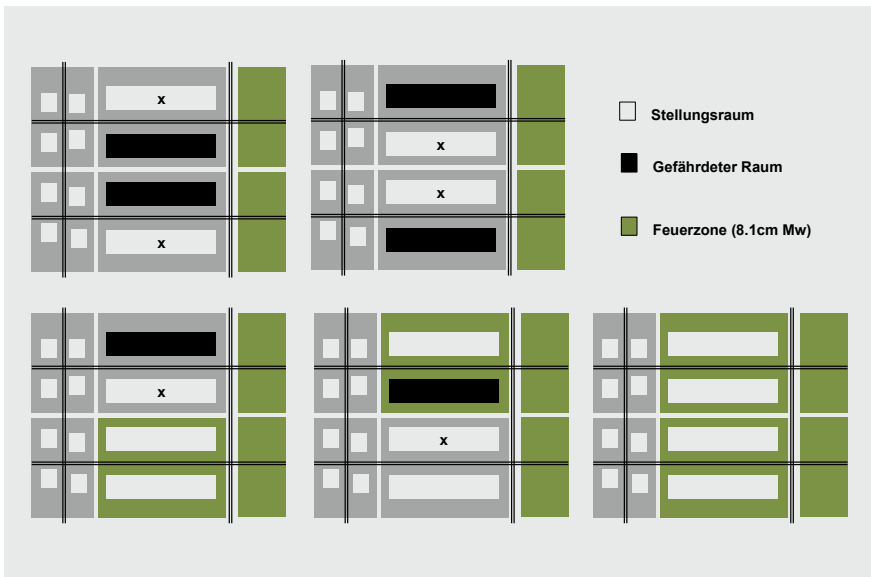 x
x
x
x
x
x
x
Stellungsraum
Gefährdeter Raum
Feuerzone (8.1cm Mw)